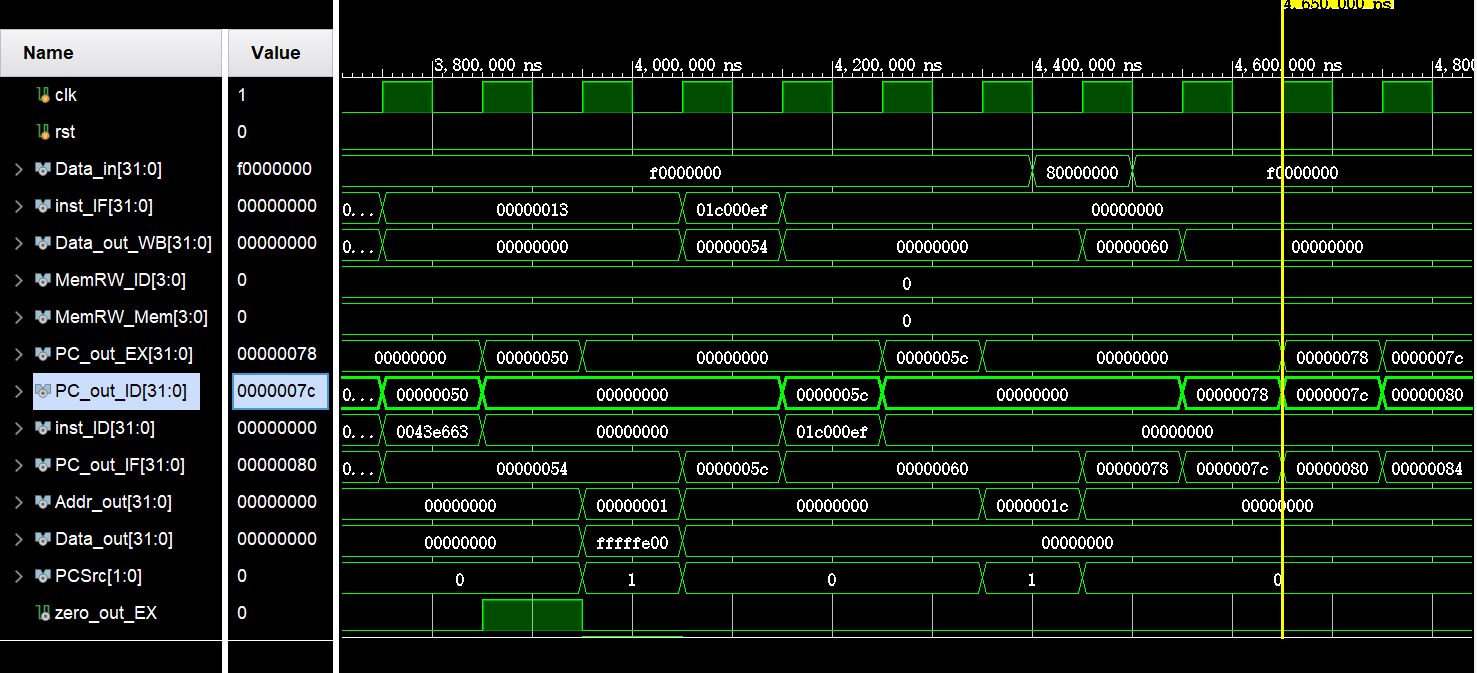 4,650.000 ns
Name Value
3,800.000 ns 4,000.000 ns 4,200.000 ns 4,400.000 ns 4,600.000 ns 4,800
clk 1
rst 0
Data_in[31:0] f0000000 f0000000 80000000 f0000000
inst_IF[31:0] 00000000 0... 00000013 01c000ef 00000000
Data_out_WB[31:0] 00000000 0... 00000000 00000054 00000000 00000060 00000000
MemRW_ID[3:0] 0 0
MemRW_Mem[3:0] 0 0
PC_out_EX[31:0] 00000078 00000000 00000050 00000000 0000005c 00000000 00000078 0000007c
PC_out_ID[31:0] 0000007c 0... 00000050 00000000 0000005c 00000000 00000078 0000007c 00000080
inst_ID[31:0] 00000000 0... 0043e663 00000000 01c000ef 00000000
PC_out_IF[31:0] 00000080 0... 00000054 0000005c 00000060 00000078 0000007c 00000080 00000084
Addr_out[31:0] 00000000 00000000 00000001 00000000 0000001c 00000000
Data_out[31:0] 00000000 00000000 fffffe00 00000000
PCSrc[1:0] 0 0 1 0 1 0
zero_out_EX 0